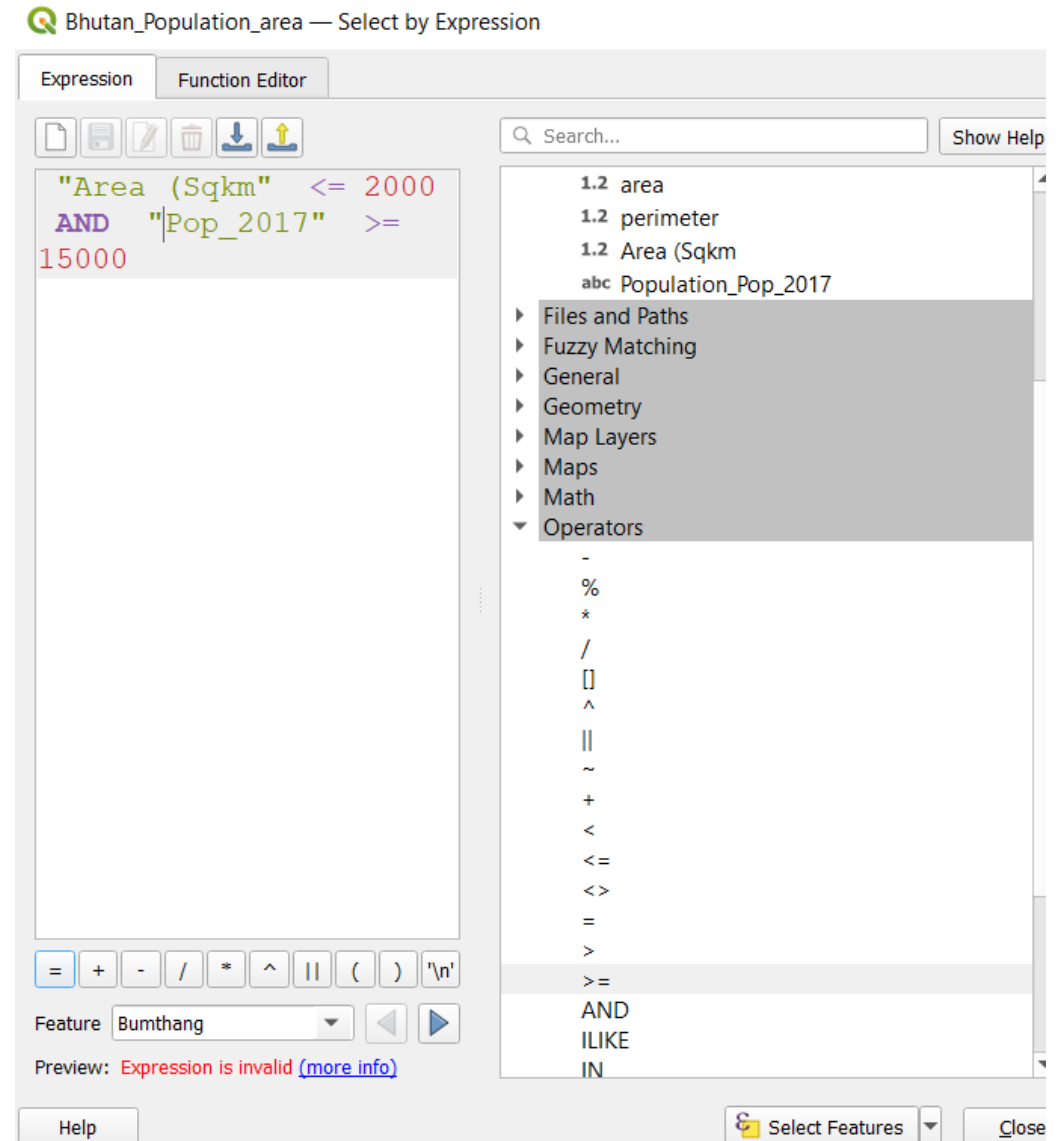 Bhutan_Population_area — Select by Expression
Expression
Function Editor
Search...
Show Help
"Area (Sqkm" <= 2000
AND "Pop_2017" >=
15000
1.2 area
1.2 perimeter
1.2 Area (Sqkm
abc Population_Pop_2017
Files and Paths
Fuzzy Matching
General
Geometry
Map Layers
Maps
Math
Operators
-
%
*
/
[]
^
||
~
+
<
<=
<>
=
>
>=
AND
ILIKE
IN
= + - / * ^ || ( ) '\n'
Feature Bumthang
Preview: Expression is invalid (more info)
Help
Select Features
Close